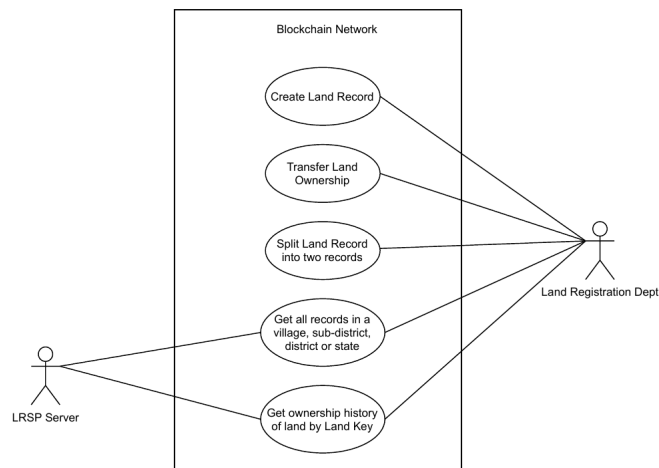 Blockchain Network
Create Land Record
Transfer Land
Ownership
Split Land Record
into two records
Land Registration Dept
Get all records in a
village, sub-district,
district or state
LRSP Server
Get ownership history
of land by Land Key